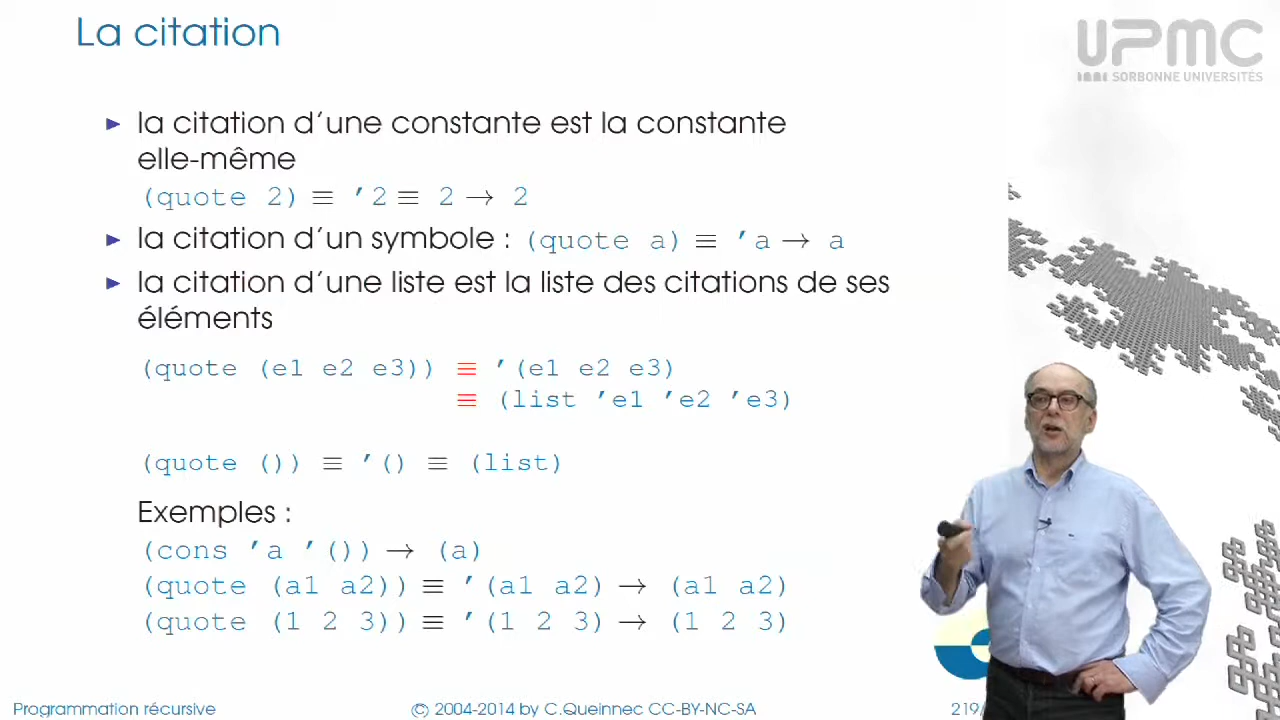 La citation
UPMC
SORBONNE UNIVERSITÉS
▶ la citation d'une constante est la constante
elle-même
(quote 2) ≡ ’2 ≡ 2 → 2
▶ la citation d'un symbole : (quote a) ≡ ’a → a
▶ la citation d'une liste est la liste des citations de ses
éléments
(quote (e1 e2 e3)) ≡ ’(e1 e2 e3)
≡ (list ’e1 ’e2 ’e3)
(quote ()) ≡ ’() ≡ (list)
Exemples :
(cons ’a ’()) → (a)
(quote (a1 a2)) ≡ ’(a1 a2) → (a1 a2)
(quote (1 2 3)) ≡ ’(1 2 3) → (1 2 3)
Programmation récursive
© 2004-2014 by C.Queinnec CC-BY-NC-SA
219/